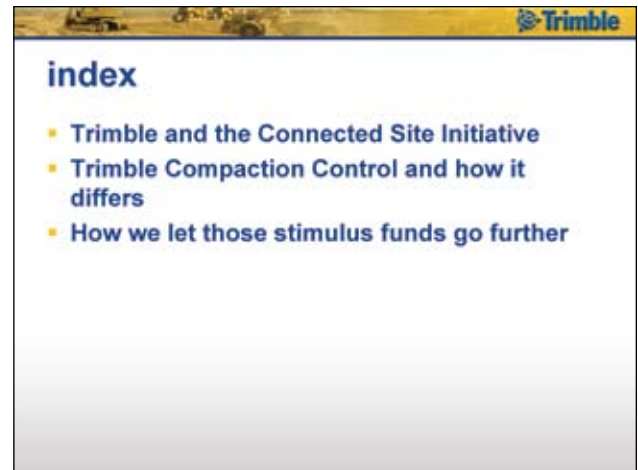 Trimble
index
Trimble and the Connected Site Initiative
Trimble Compaction Control and how it
differs
How we let those stimulus funds go further